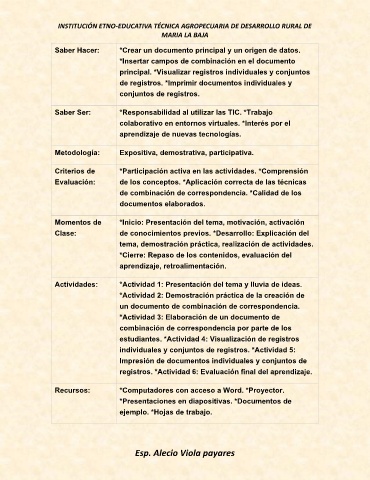 INSTITUCIÓN ETNO-EDUCATIVA TÉCNICA AGROPECUARIA DE DESARROLLO RURAL DE
MARIA LA BAJA
Saber Hacer:
*Crear un documento principal y un origen de datos.
*Insertar campos de combinación en el documento
principal. *Visualizar registros individuales y conjuntos
de registros. *Imprimir documentos individuales y
conjuntos de registros.
Saber Ser:
*Responsabilidad al utilizar las TIC. *Trabajo
colaborativo en entornos virtuales. *Interés por el
aprendizaje de nuevas tecnologías.
Metodología:
Expositiva, demostrativa, participativa.
Criterios de
Evaluación:
*Participación activa en las actividades. *Comprensión
de los conceptos. *Aplicación correcta de las técnicas
de combinación de correspondencia. *Calidad de los
documentos elaborados.
Momentos de
Clase:
*Inicio: Presentación del tema, motivación, activación
de conocimientos previos. *Desarrollo: Explicación del
tema, demostración práctica, realización de actividades.
*Cierre: Repaso de los contenidos, evaluación del
aprendizaje, retroalimentación.
Actividades:
*Actividad 1: Presentación del tema y lluvia de ideas.
*Actividad 2: Demostración práctica de la creación de
un documento de combinación de correspondencia.
*Actividad 3: Elaboración de un documento de
combinación de correspondencia por parte de los
estudiantes. *Actividad 4: Visualización de registros
individuales y conjuntos de registros. *Actividad 5:
Impresión de documentos individuales y conjuntos de
registros. *Actividad 6: Evaluación final del aprendizaje.
Recursos:
*Computadores con acceso a Word. *Proyector.
*Presentaciones en diapositivas. *Documentos de
ejemplo. *Hojas de trabajo.
Esp. Alecio Viola payares